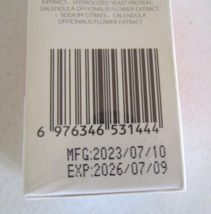 EXTRACT, HYDROLYZED YEAST PROTEIN,
CALENDULA OFFICINALIS FLOWER EXTRACT
• SODIUM CITRATE, CALENDULA
OFFICINALIS FLOWER EXTRACT
6 976346 531444
MFG:2023/07/10
EXP:2026/07/09